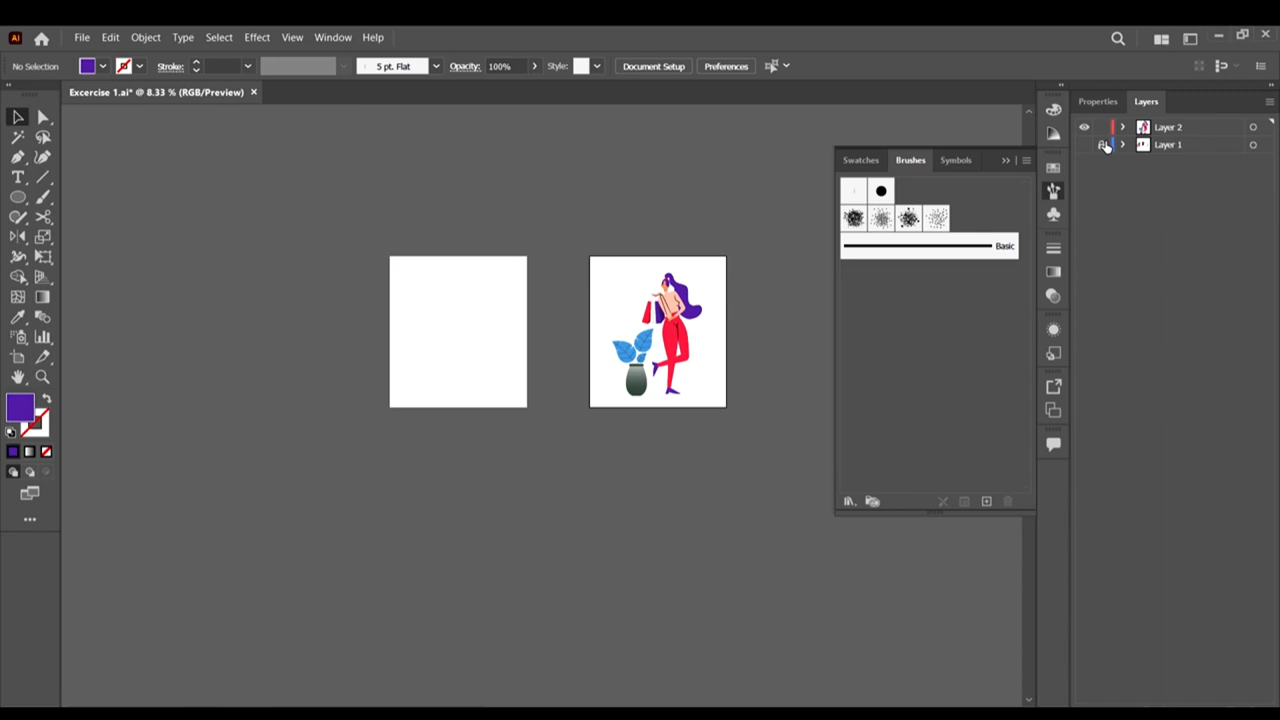 Ai File Edit Object Type Select Effect View Window Help
No Selection Stroke: 5 pt. Flat Opacity: 100% Style: Document Setup Preferences
Excercise 1.ai* @ 8.33 % (RGB/Preview) ×
Properties Layers
Layer 2
Layer 1
Swatches Brushes Symbols
Basic